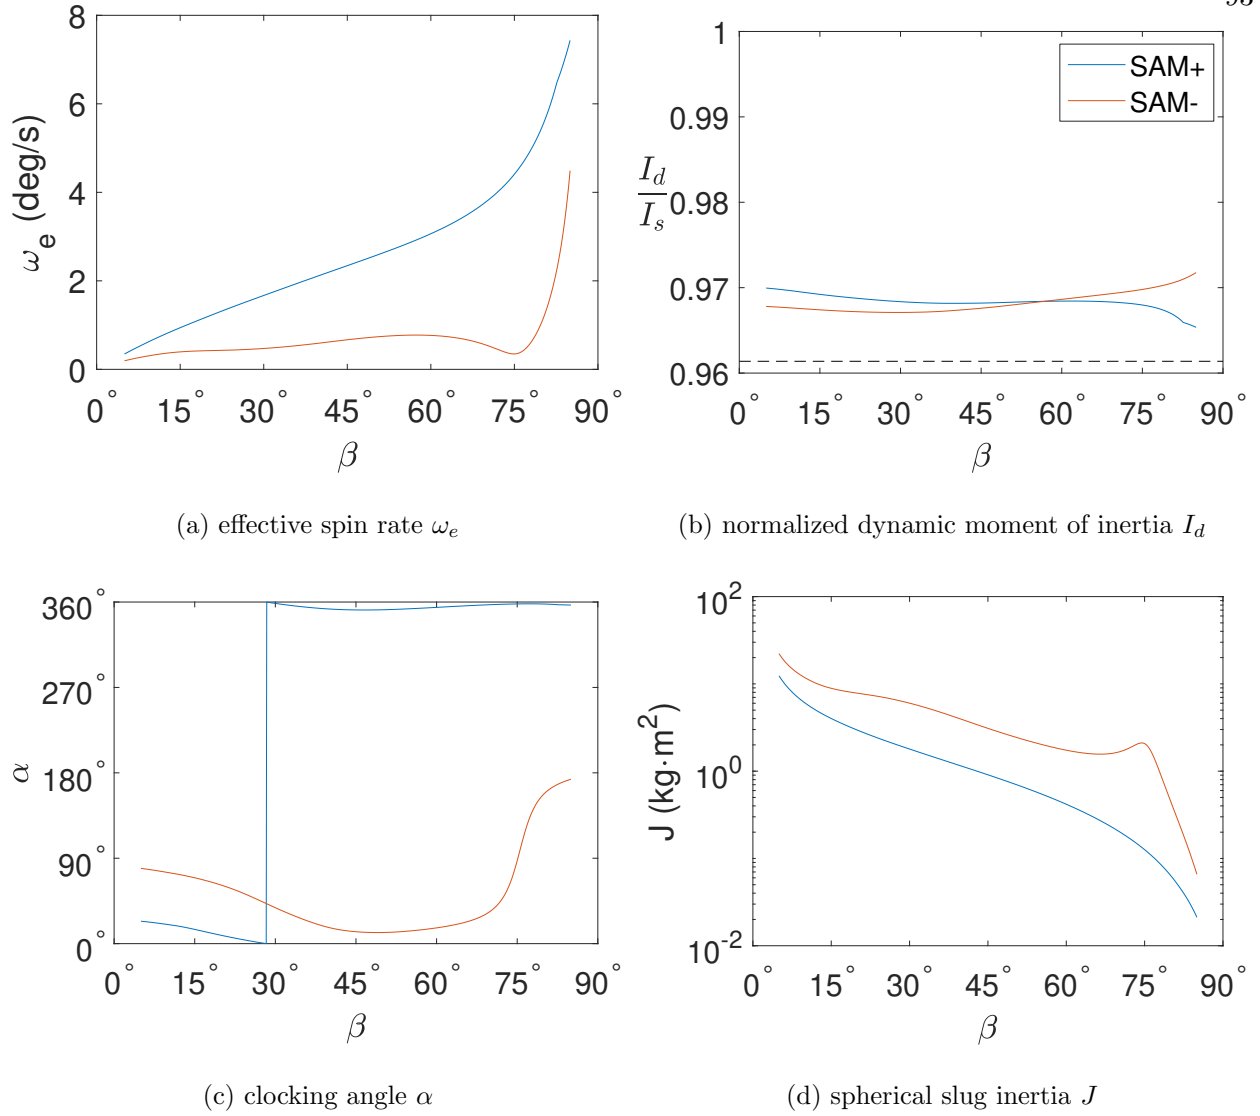 8
6
4
2
0
ω_e (deg/s)
0° 15° 30° 45° 60° 75° 90°
β
(a) effective spin rate ω_e
1
0.99
0.98
0.97
0.96
I_d
I_s
SAM+
SAM-
0° 15° 30° 45° 60° 75° 90°
β
(b) normalized dynamic moment of inertia I_d
360°
270°
180°
90°
0°
α
0° 15° 30° 45° 60° 75° 90°
β
(c) clocking angle α
10^2
10^0
10^-2
J (kg·m^2)
0° 15° 30° 45° 60° 75° 90°
β
(d) spherical slug inertia J